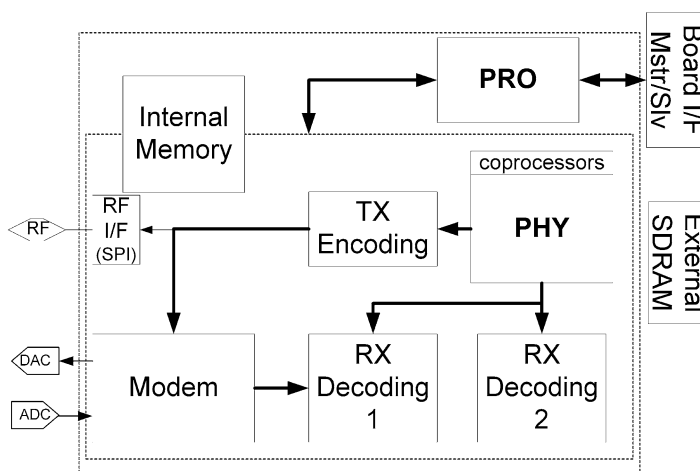 Board I/F
Mstr/Slv
PRO
Internal
Memory
coprocessors
RF
I/F
(SPI)
RF
TX
Encoding
PHY
External
SDRAM
DAC
ADC
Modem
RX
Decoding
1
RX
Decoding
2